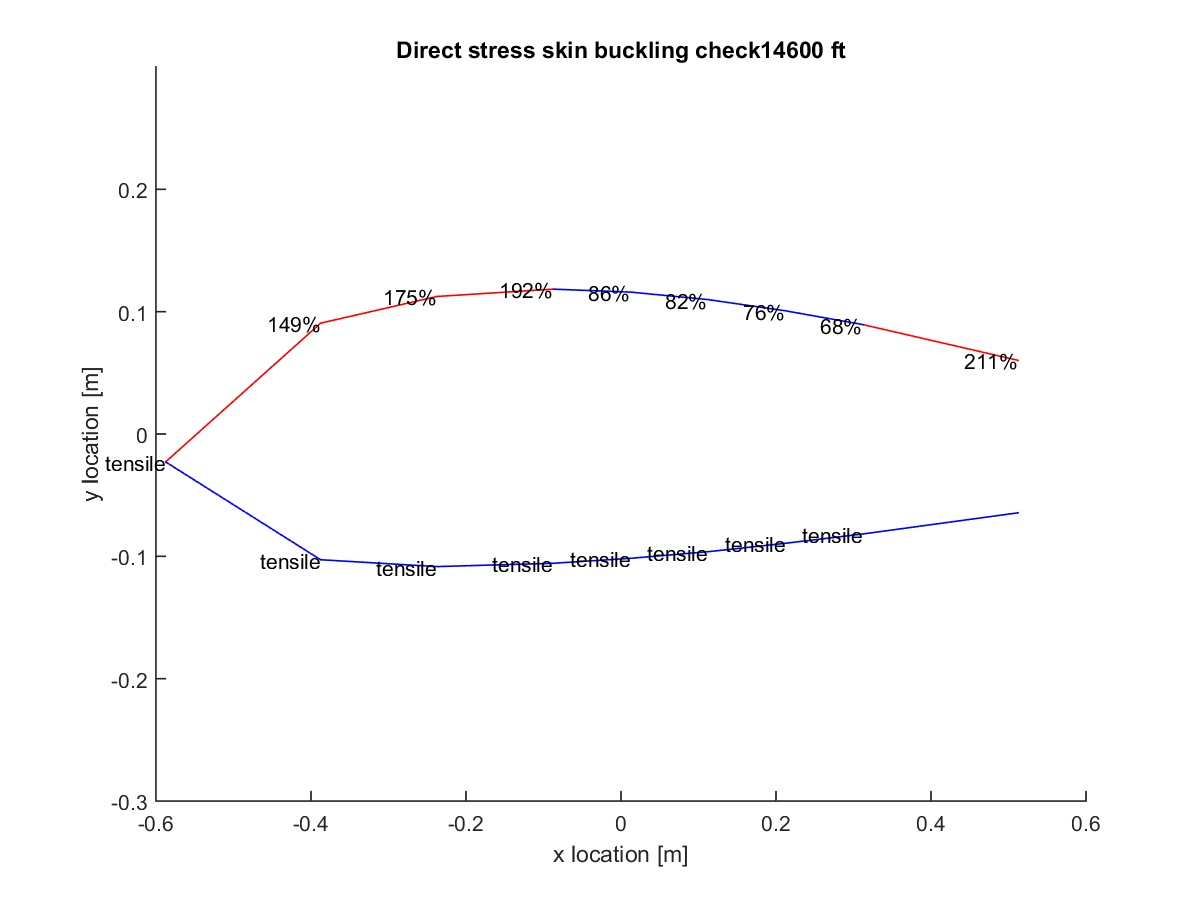 Direct stress skin buckling check14600 ft
0.2
0.1
0
-0.1
-0.2
-0.3
y location [m]
149%
175%
192%
86%
82%
76%
68%
211%
tensile
tensile
tensile
tensile
tensile
tensile
tensile
tensile
-0.6
-0.4
-0.2
0
0.2
0.4
0.6
x location [m]